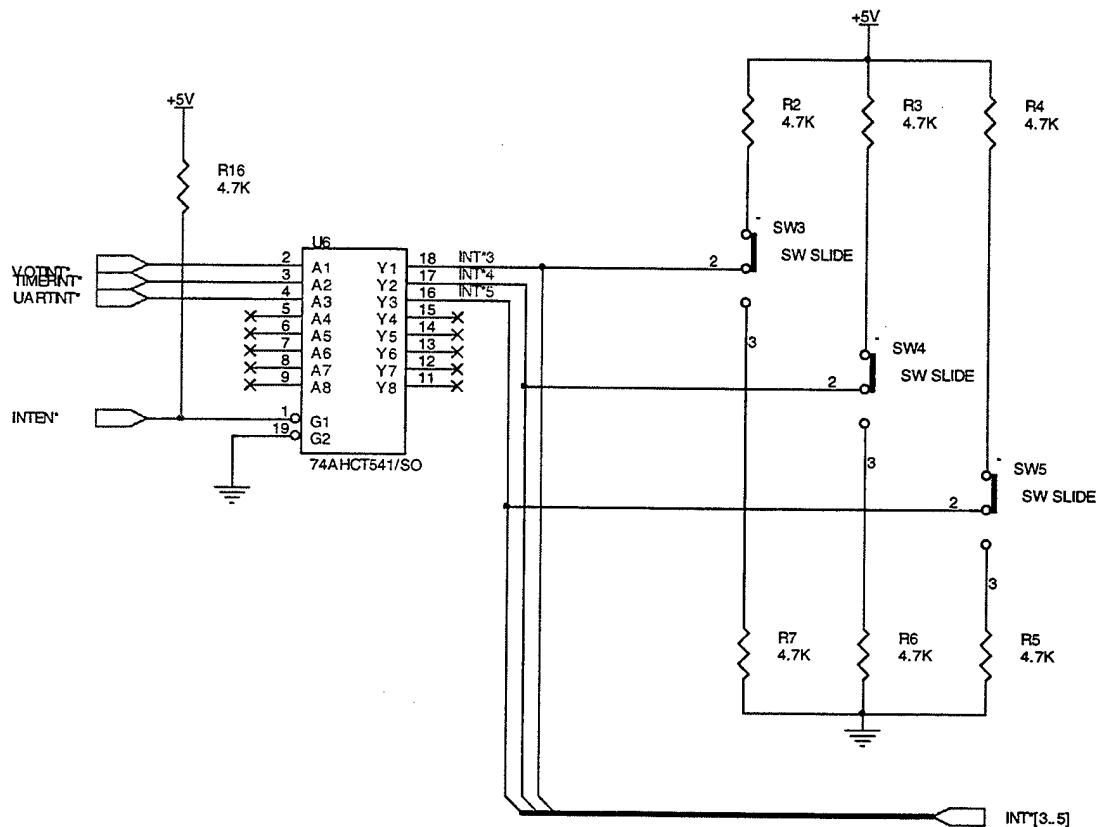 +5V
R2
4.7K
R3
4.7K
R4
4.7K
+5V
R16
4.7K
SW3
SW SLIDE
2
3
U6
VOTINT*
TIMERINT*
UARTINT*
2 A1 Y1 18 INT*3
3 A2 Y2 17 INT*4
4 A3 Y3 16 INT*5
5 A4 Y4 15
6 A5 Y5 14
7 A6 Y6 13
8 A7 Y7 12
9 A8 Y8 11
INTEN*
1 G1
19 G2
74AHCT541/SO
SW4
SW SLIDE
2
3
SW5
SW SLIDE
2
3
R7
4.7K
R6
4.7K
R5
4.7K
INT*[3..5]